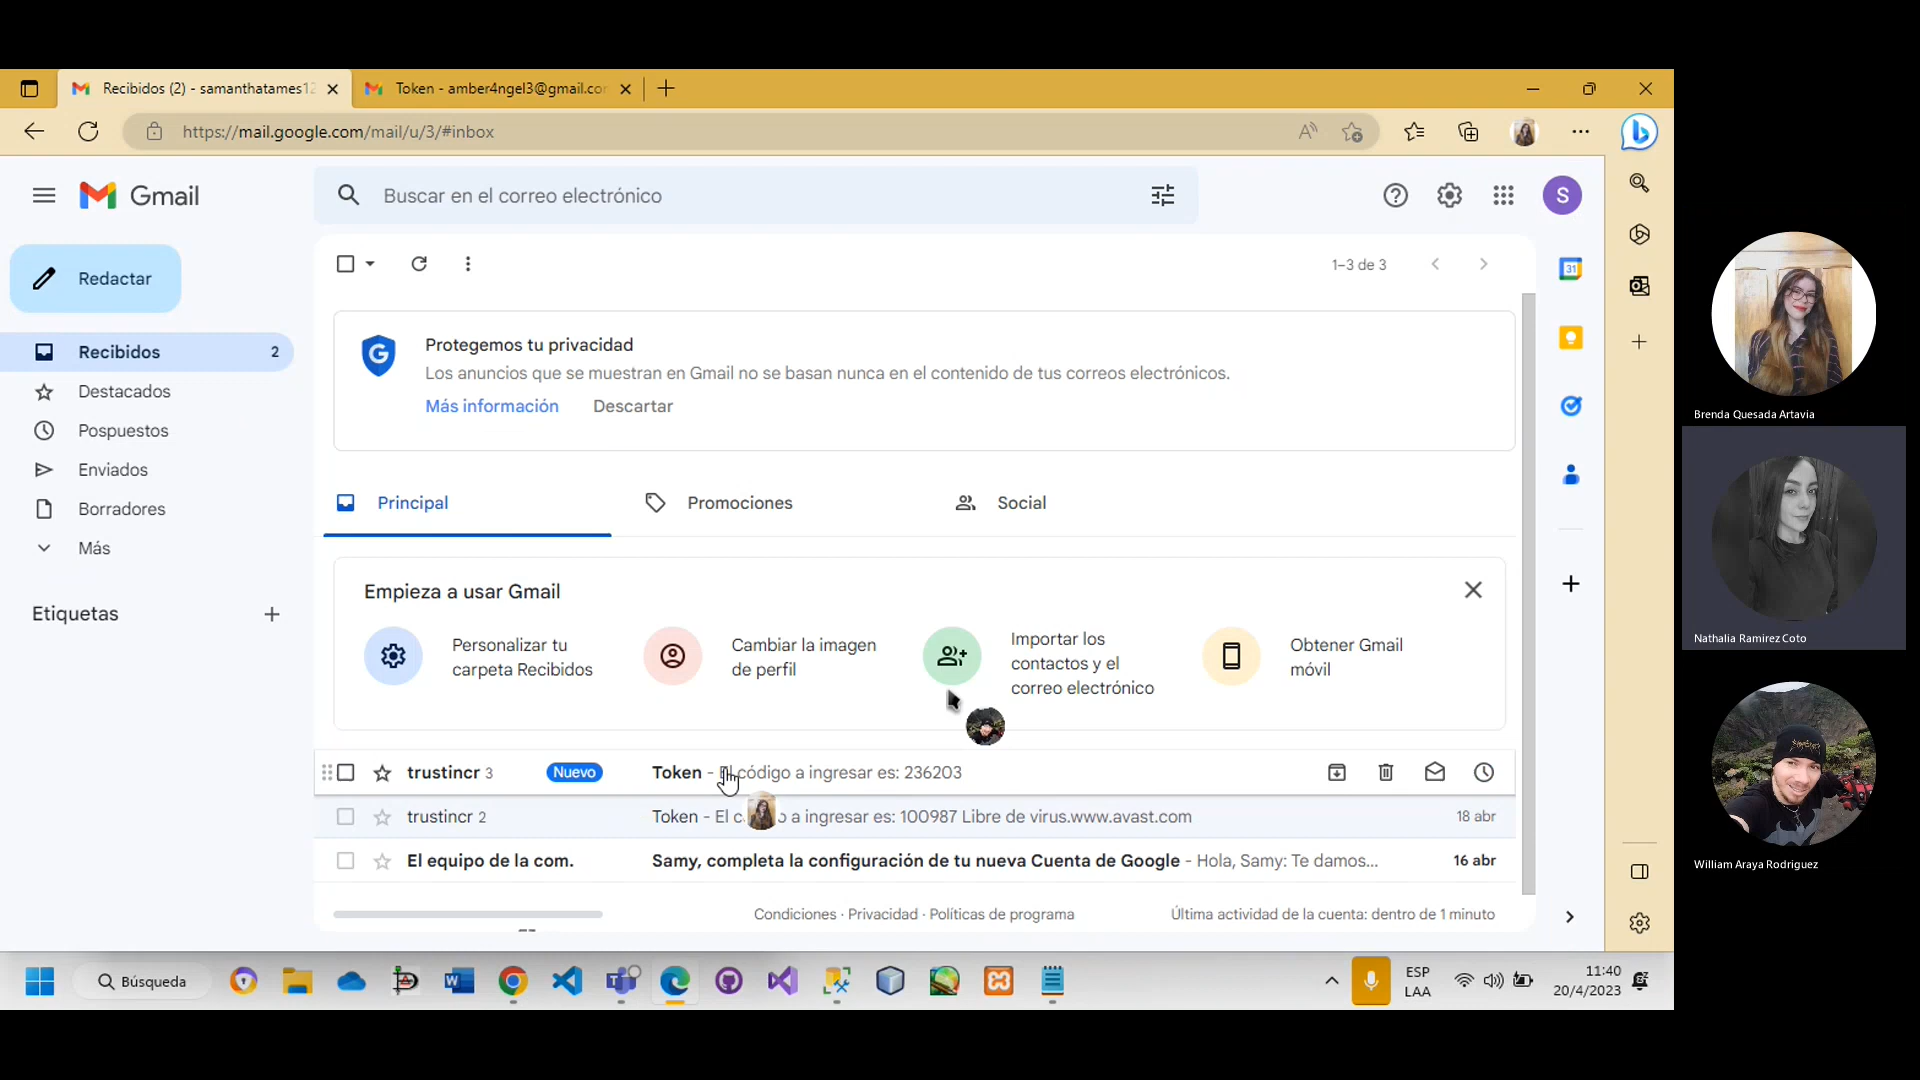 Recibidos (2) - samanthatames12
Token - amber4ngel3@gmail.co
https://mail.google.com/mail/u/3/#inbox
Gmail
Buscar en el correo electrónico
S
Redactar
1–3 de 3
31
Protegemos tu privacidad
Los anuncios que se muestran en Gmail no se basan nunca en el contenido de tus correos electrónicos.
Más información Descartar
Recibidos 2
Destacados
Pospuestos
Enviados
Borradores
Más
Etiquetas
Principal Promociones Social
Empieza a usar Gmail
Personalizar tu
carpeta Recibidos
Cambiar la imagen
de perfil
Importar los
contactos y el
correo electrónico
Obtener Gmail
móvil
trustincr 3 Nuevo Token - El código a ingresar es: 236203
trustincr 2 Token - El a ingresar es: 100987 Libre de virus.www.avast.com 18 abr
El equipo de la com. Samy, completa la configuración de tu nueva Cuenta de Google - Hola, Samy: Te damos... 16 abr
Condiciones · Privacidad · Políticas de programa
Última actividad de la cuenta: dentro de 1 minuto
Búsqueda
ESP
LAA
11:40
20/4/2023
Brenda Quesada Artavia
Nathalia Ramirez Coto
William Araya Rodriguez